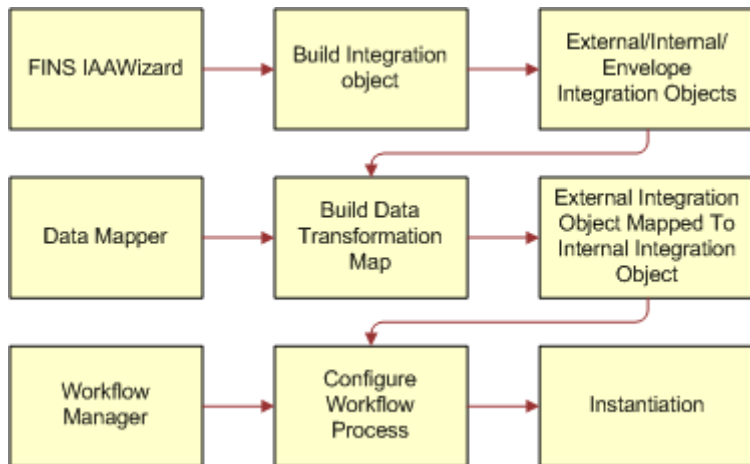 FINS IAAWizard
Build Integration
object
External/Internal/
Envelope
Integration Objects
Data Mapper
Build Data
Transformation
Map
External Integration
Object Mapped To
Internal Integration
Object
Workflow
Manager
Configure
Workflow
Process
Instantiation